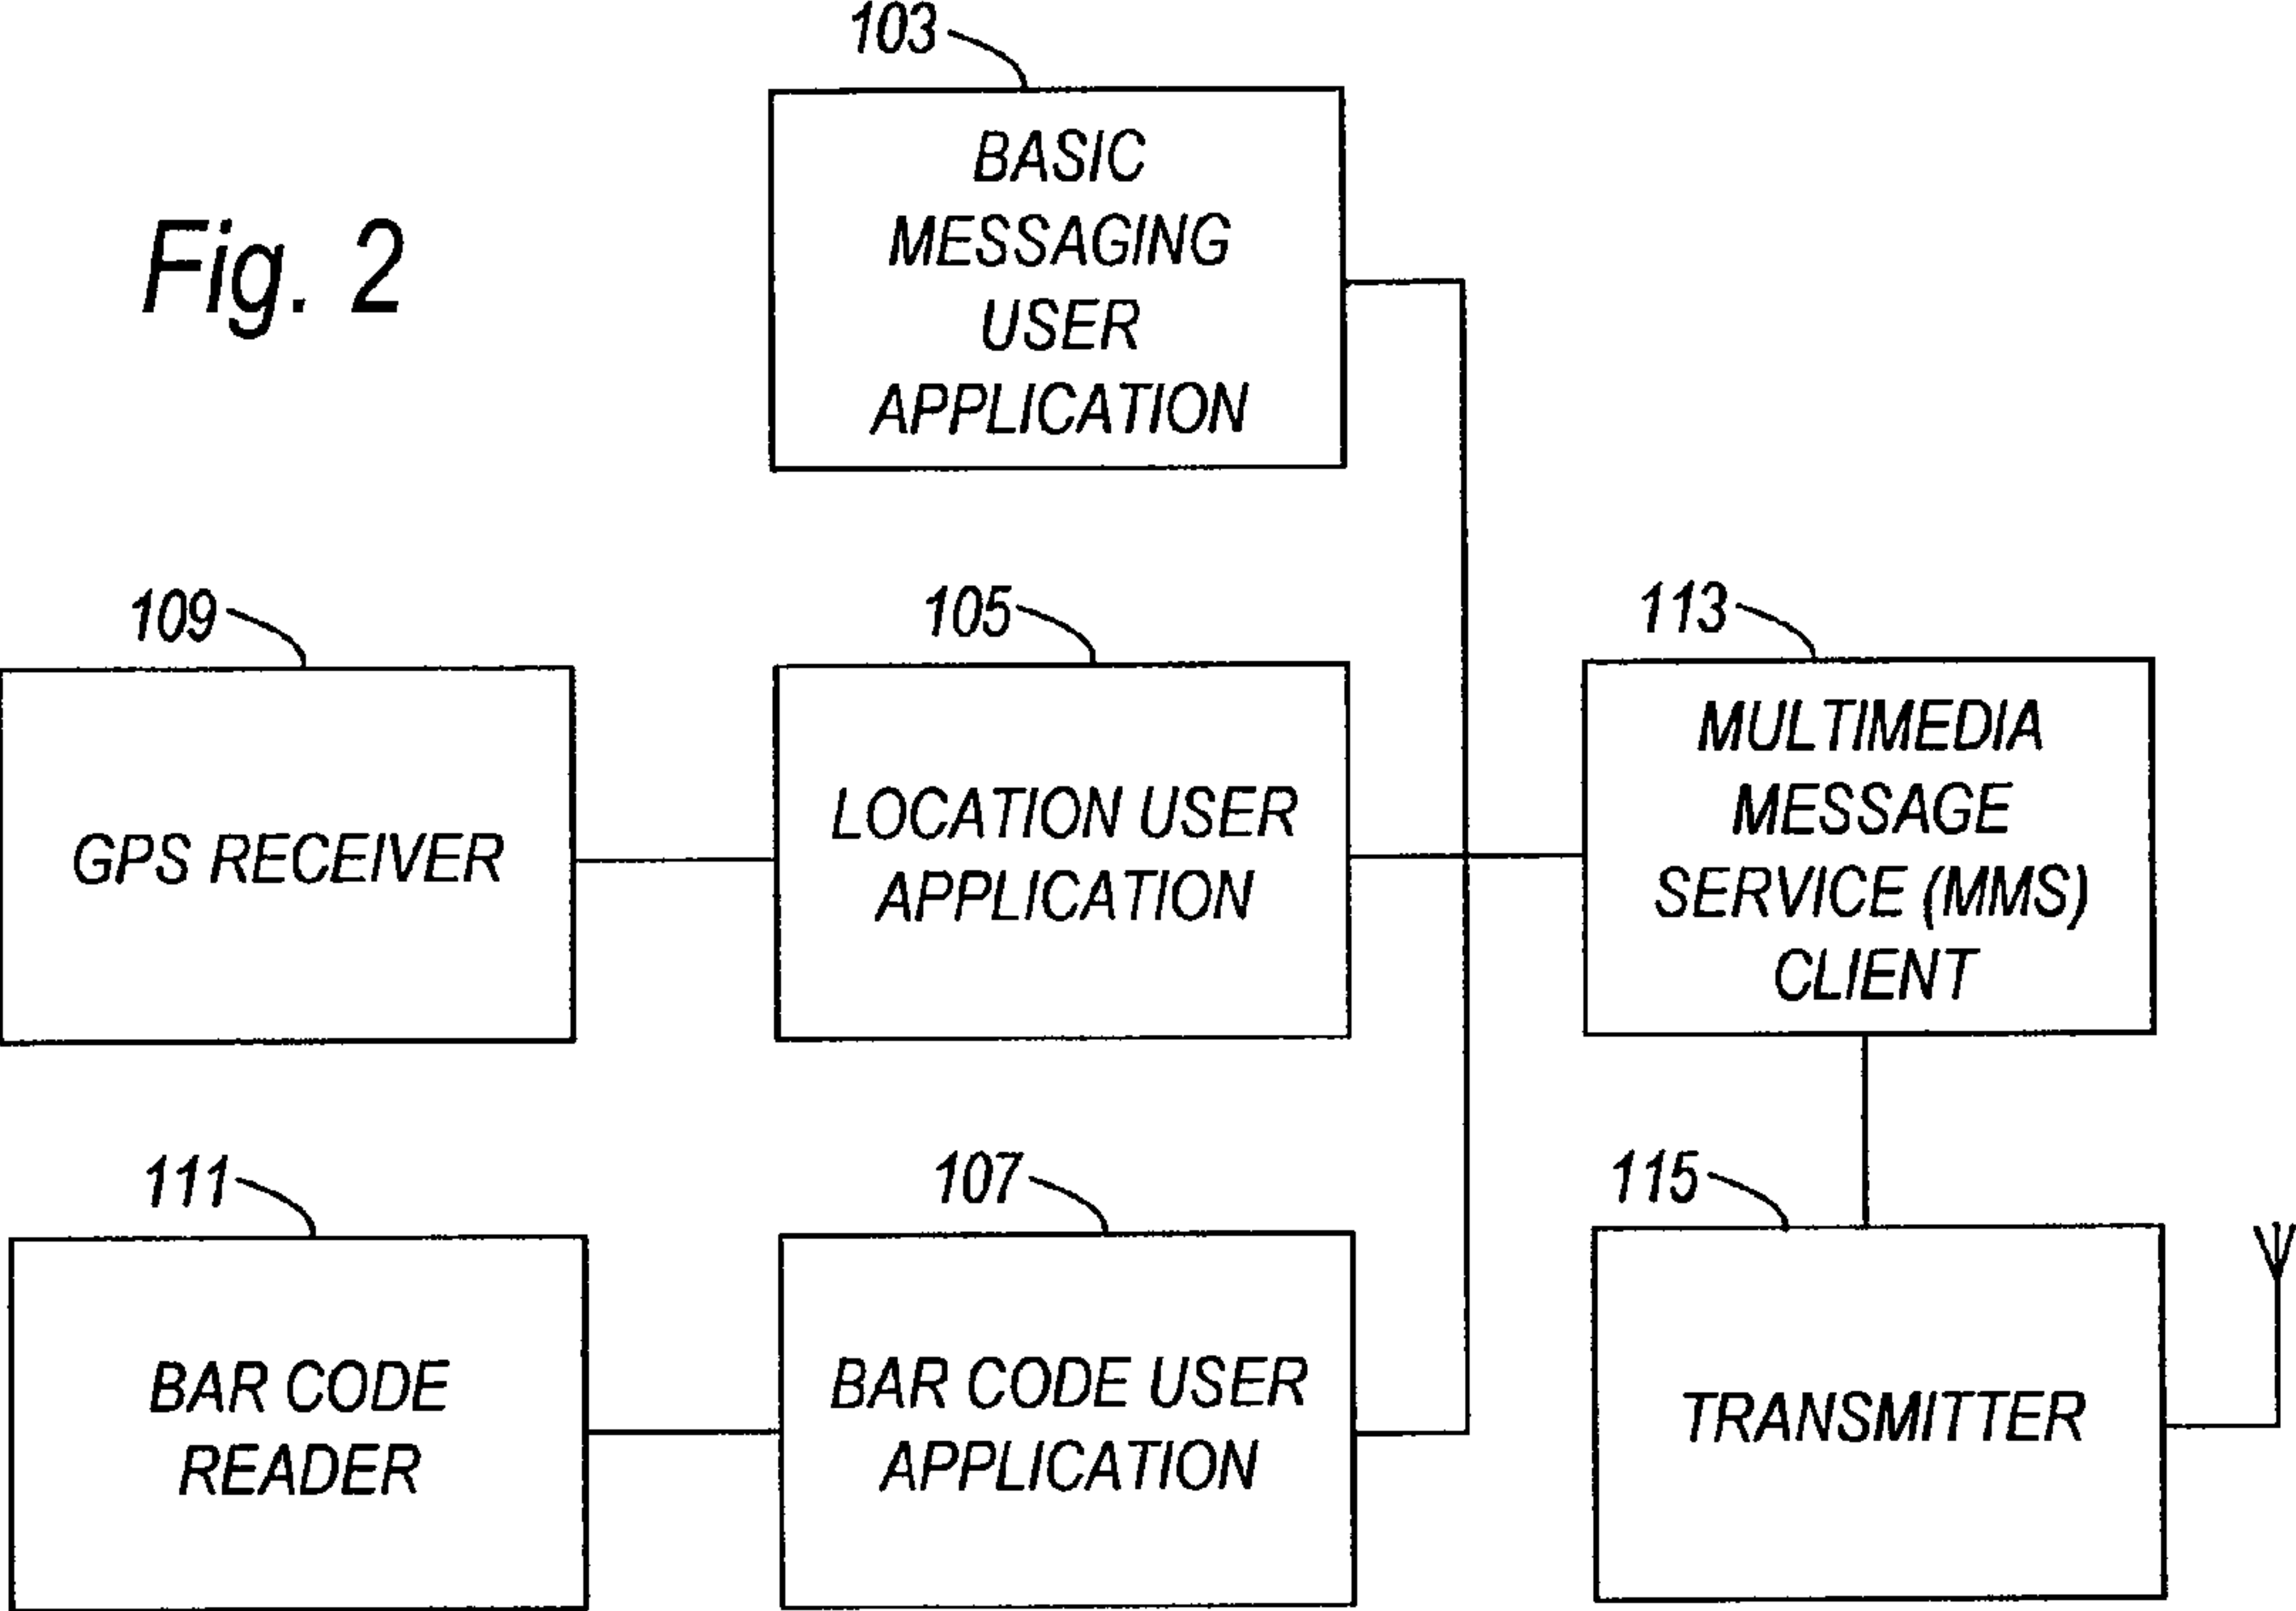 Fig. 2
103
BASIC
MESSAGING
USER
APPLICATION
109
GPS RECEIVER
105
LOCATION USER
APPLICATION
113
MULTIMEDIA
MESSAGE
SERVICE (MMS)
CLIENT
111
BAR CODE
READER
107
BAR CODE USER
APPLICATION
115
TRANSMITTER